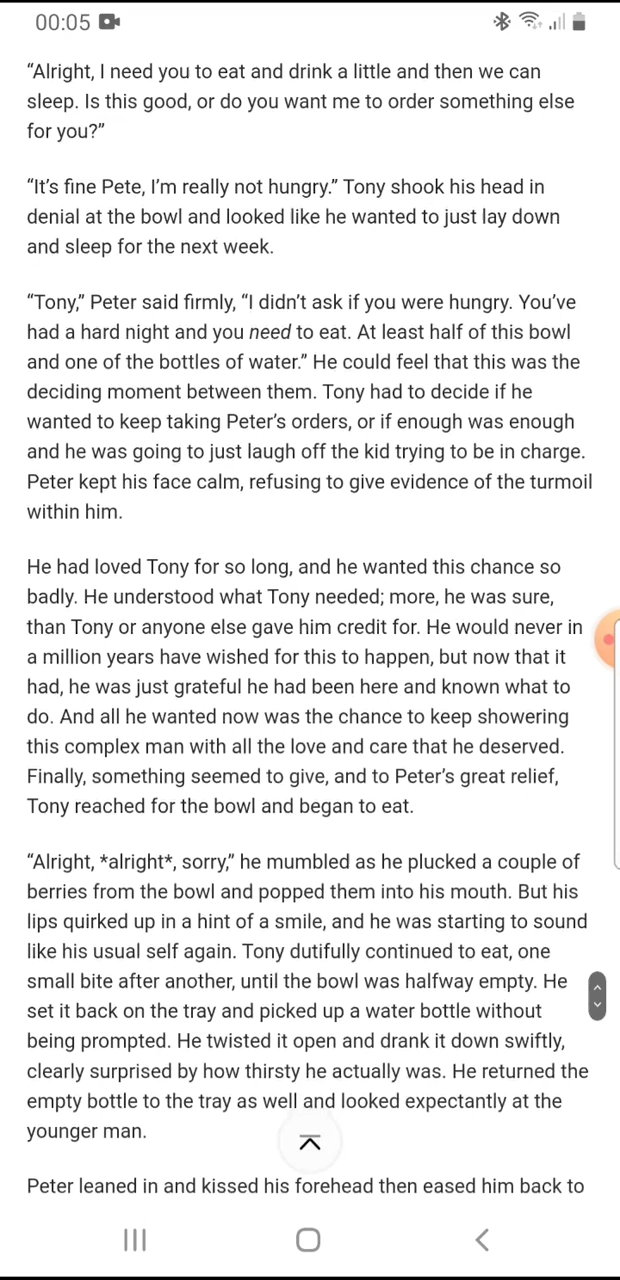 00:05
“Alright, I need you to eat and drink a little and then we can
sleep. Is this good, or do you want me to order something else
for you?”
“It’s fine Pete, I’m really not hungry.” Tony shook his head in
denial at the bowl and looked like he wanted to just lay down
and sleep for the next week.
“Tony,” Peter said firmly, “I didn’t ask if you were hungry. You’ve
had a hard night and you need to eat. At least half of this bowl
and one of the bottles of water.” He could feel that this was the
deciding moment between them. Tony had to decide if he
wanted to keep taking Peter’s orders, or if enough was enough
and he was going to just laugh off the kid trying to be in charge.
Peter kept his face calm, refusing to give evidence of the turmoil
within him.
He had loved Tony for so long, and he wanted this chance so
badly. He understood what Tony needed; more, he was sure,
than Tony or anyone else gave him credit for. He would never in
a million years have wished for this to happen, but now that it
had, he was just grateful he had been here and known what to
do. And all he wanted now was the chance to keep showering
this complex man with all the love and care that he deserved.
Finally, something seemed to give, and to Peter’s great relief,
Tony reached for the bowl and began to eat.
“Alright, *alright*, sorry,” he mumbled as he plucked a couple of
berries from the bowl and popped them into his mouth. But his
lips quirked up in a hint of a smile, and he was starting to sound
like his usual self again. Tony dutifully continued to eat, one
small bite after another, until the bowl was halfway empty. He
set it back on the tray and picked up a water bottle without
being prompted. He twisted it open and drank it down swiftly,
clearly surprised by how thirsty he actually was. He returned the
empty bottle to the tray as well and looked expectantly at the
younger man.
Peter leaned in and kissed his forehead then eased him back to